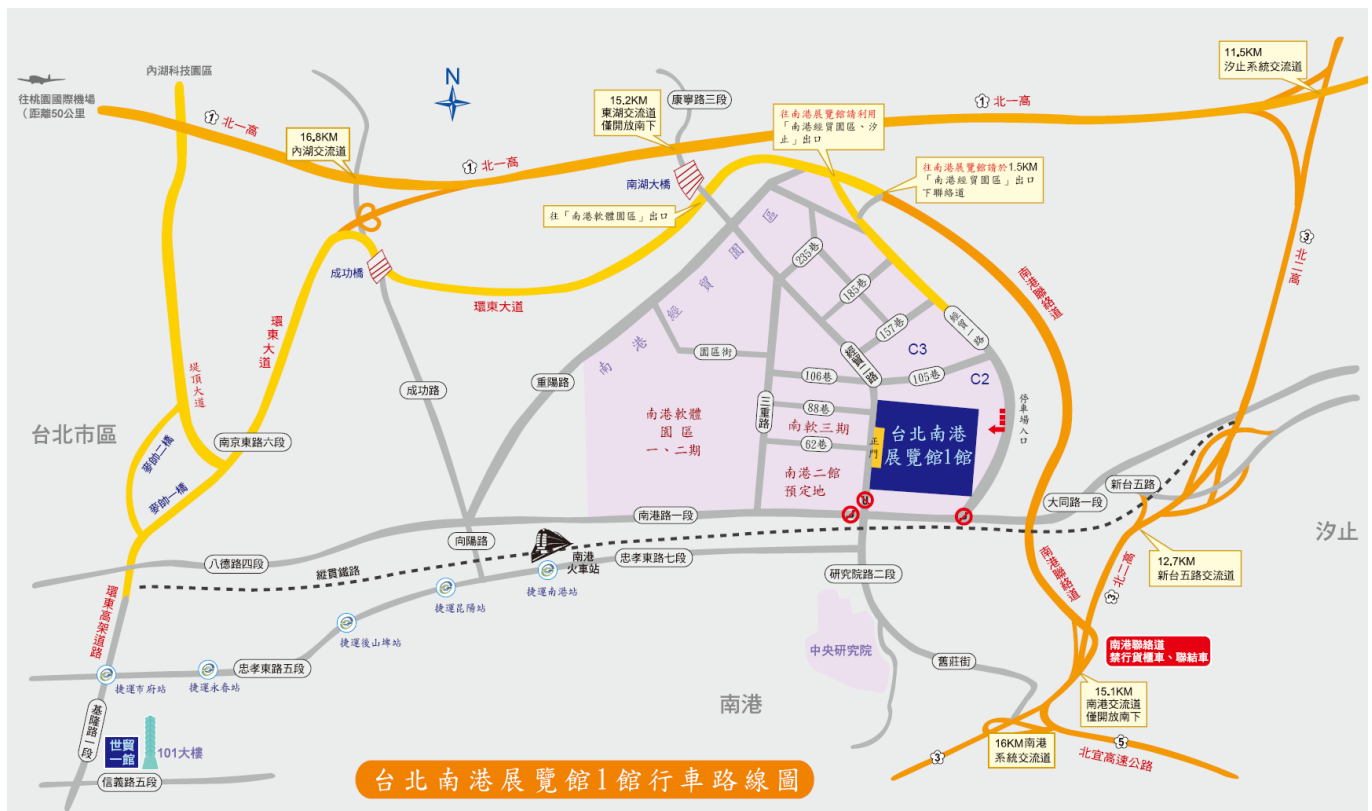 N
內湖科技園區
往桃園國際機場
（距離50公里
1
北一高
16.8KM
內湖交流道
1
北一高
15.2KM
東湖交流道
僅開放南下
康寧路三段
往南港展覽館請利用
「南港經貿園區、汐
止」出口
1
北一高
11.5KM
汐止系統交流道
往南港展覽館請於1.5KM
「南港經貿園區」出口
下聯絡道
南湖大橋
往「南港軟體園區」出口
成功橋
環東大道
環東大道
堤頂大道
南港經貿園區
235巷
185巷
157巷
經貿一路
經貿二路
南港聯絡道
3
北二高
園區街
106巷
105巷
C3
C2
重陽路
成功路
三重路
88巷
62巷
南港軟體
園區
一、二期
南軟三期
南港二館
預定地
正門
台北南港
展覽館1館
停車場入口
台北市區
南京東路六段
麥帥二橋
麥帥一橋
南港路一段
大同路一段
新台五路
汐止
八德路四段
向陽路
縱貫鐵路
南港
火車站
忠孝東路七段
研究院路二段
南港聯絡道
3
北二高
12.7KM
新台五路交流道
環東高架道路
捷運南港站
捷運昆陽站
捷運後山埤站
捷運永春站
捷運市府站
忠孝東路五段
中央研究院
舊莊街
南港聯絡道
禁行貨櫃車、聯結車
15.1KM
南港交流道
僅開放南下
南港
基隆路一段
世貿
一館
101大樓
信義路五段
3
16KM南港
系統交流道
5
北宜高速公路
台北南港展覽館1館行車路線圖